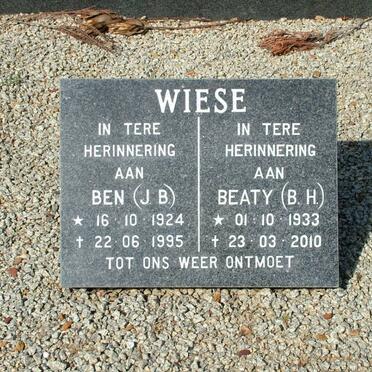 WIESE
IN TERE
HERINNERING
AAN
BEN (J. B.)
★ 16·10·1924
† 22·06·1995
IN TERE
HERINNERING
AAN
BEATY (B. H.)
★ 01·10·1933
† 23·03·2010
TOT ONS WEER ONTMOET